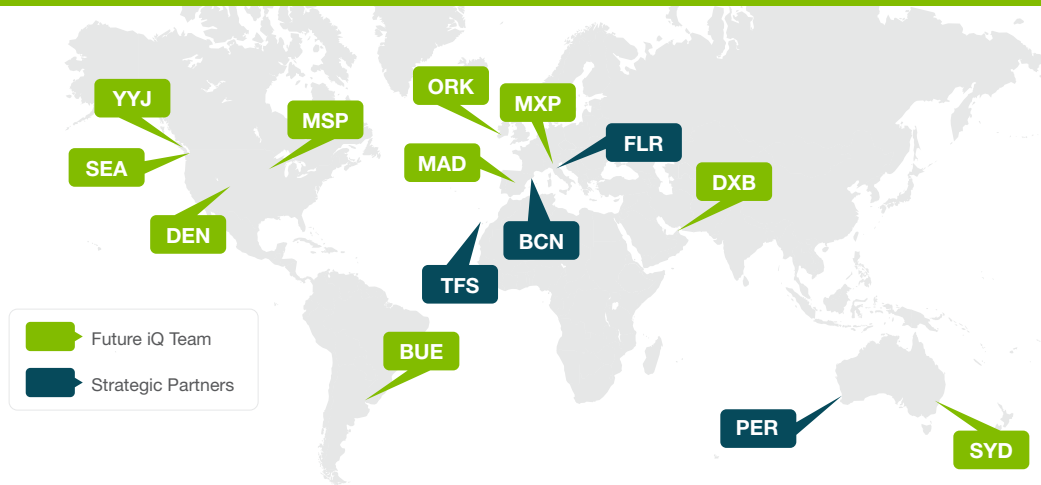 YYJ
MSP
SEA
DEN
ORK
MXP
MAD
FLR
DXB
BCN
TFS
BUE
PER
SYD
Future iQ Team
Strategic Partners